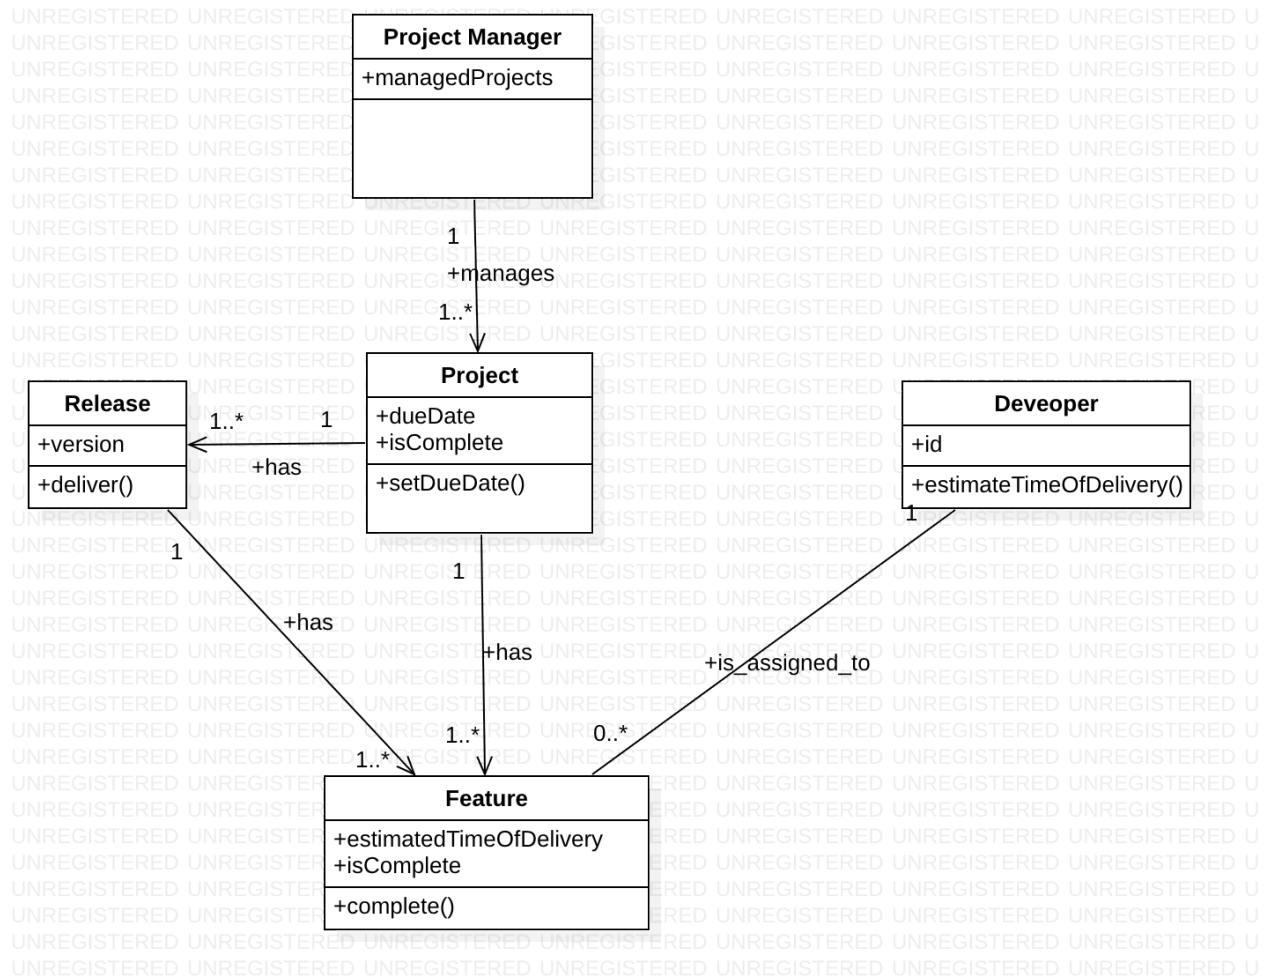 Project Manager
+managedProjects
1
+manages
1..*
Project
+dueDate
+isComplete
+setDueDate()
Release
+version
+deliver()
1..*
1
+has
Deveoper
+id
+estimateTimeOfDelivery()
1
1
+has
1..*
1
+has
1..*
+is_assigned_to
0..*
Feature
+estimatedTimeOfDelivery
+isComplete
+complete()
UNREGISTERED